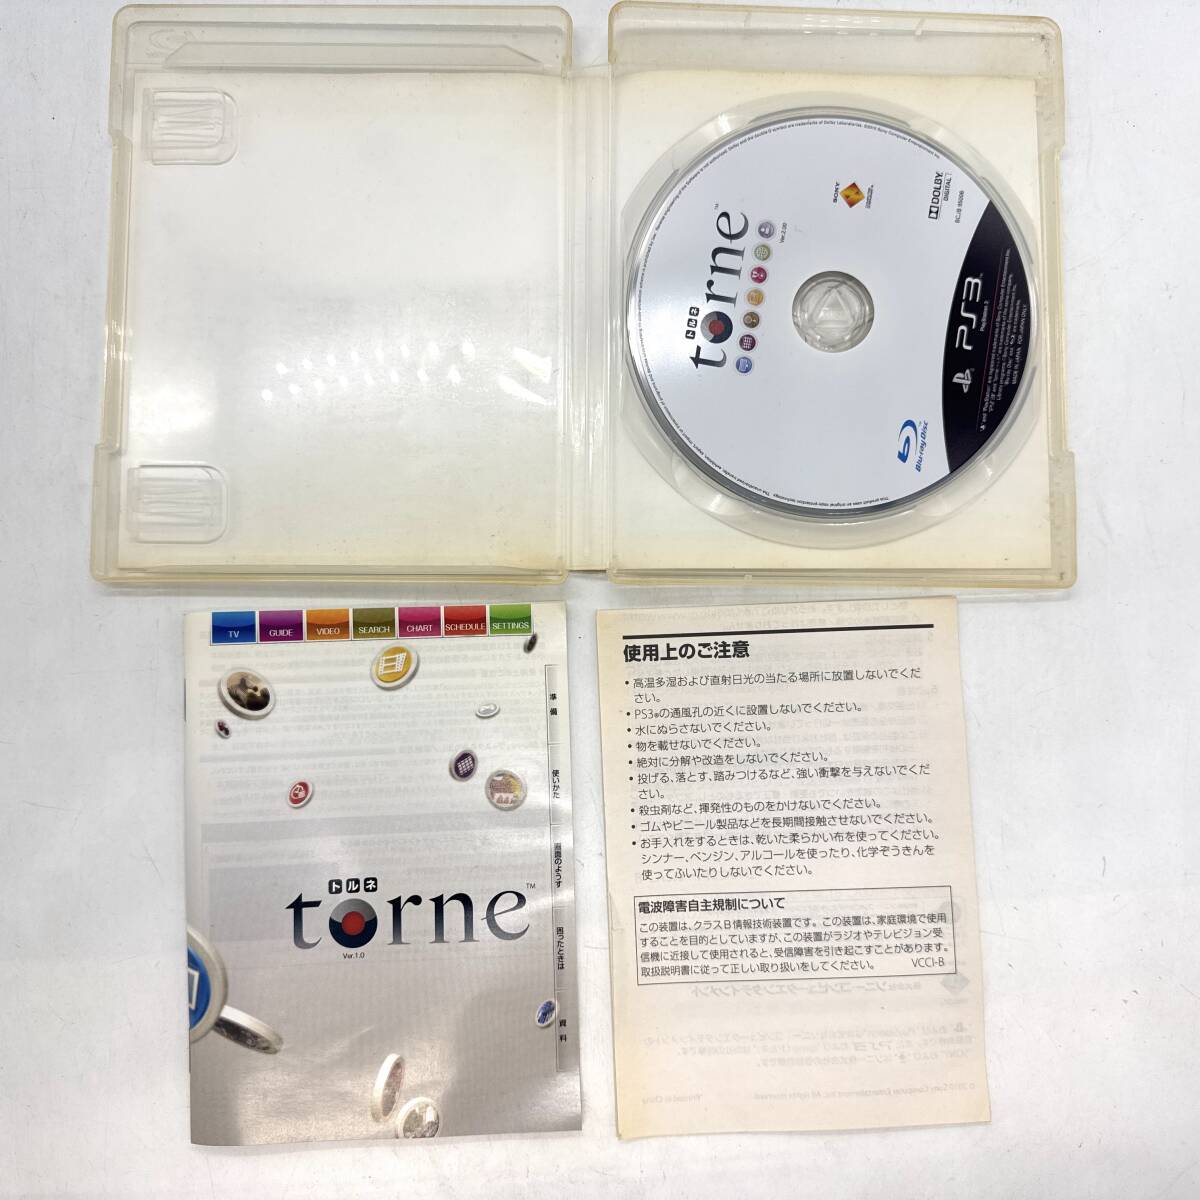 トルネ
torne™
Ver.2.00
SONY
DOLBY
DIGITAL
BCJB 95006
PS3™
PlayStation 3
Blu-ray Disc™
TV
GUIDE
VIDEO
SEARCH
CHART
SCHEDULE
SETTINGS
準備
使いかた
画面のようす
困ったときは
資料
トルネ
torne™
Ver.1.0
使用上のご注意
• 高温多湿および直射日光の当たる場所に放置しないでくだ
さい。
• PS3®の通風孔の近くに設置しないでください。
• 水にぬらさないでください。
• 物を載せないでください。
• 絶対に分解や改造をしないでください。
• 投げる、落とす、踏みつけるなど、強い衝撃を与えないでくだ
さい。
• 殺虫剤など、揮発性のものをかけないでください。
• ゴムやビニール製品などを長期間接触させないでください。
• お手入れをするときは、乾いた柔らかい布を使ってください。
シンナー、ベンジン、アルコールを使ったり、化学ぞうきんを
使ってふいたりしないでください。
電波障害自主規制について
この装置は、クラスB情報技術装置です。この装置は、家庭環境で使用
することを目的としていますが、この装置がラジオやテレビジョン受
信機に近接して使用されると、受信障害を引き起こすことがあります。
取扱説明書に従って正しい取り扱いをしてください。 VCCI-B